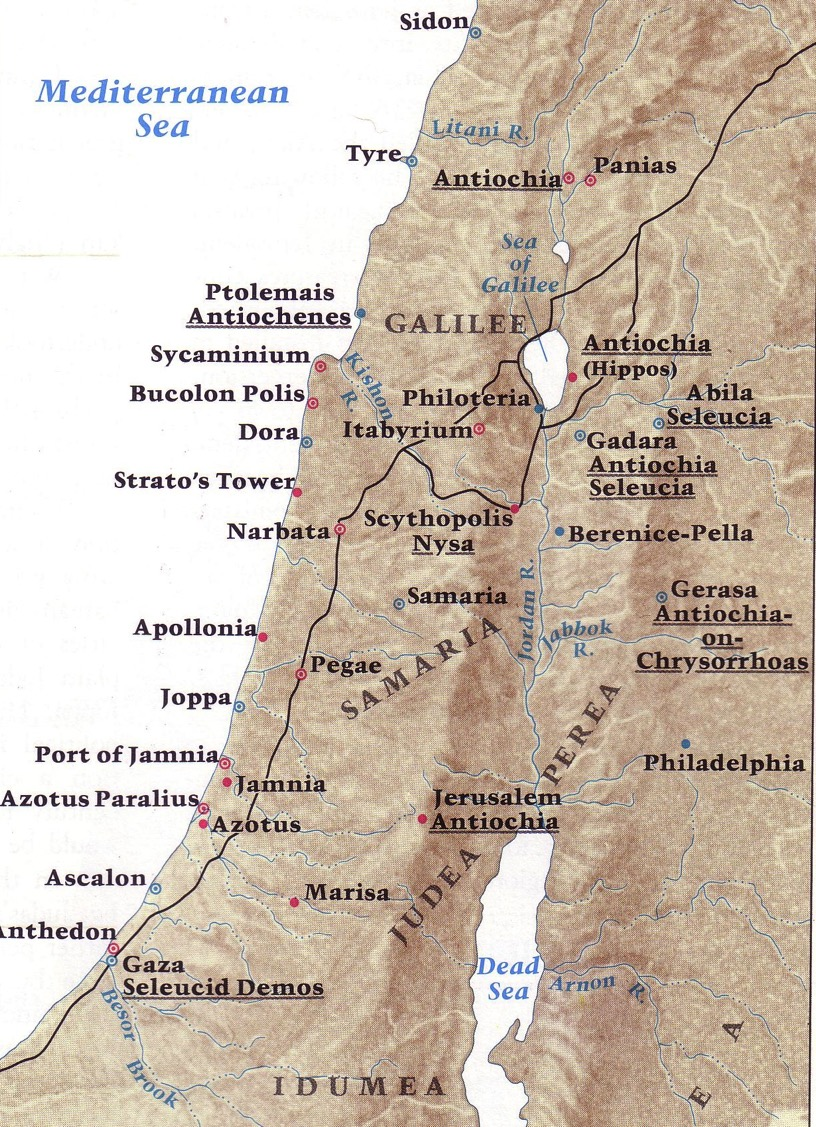 Sidon
Mediterranean
Sea
Litani R.
Tyre
Antiochia
Panias
Sea
of
Galilee
Ptolemais
Antiochenes
GALILEE
Sycaminium
Kishon
R.
Antiochia
(Hippos)
Bucolon Polis
Philoteria
Abila
Seleucia
Dora
Itabyrium
Gadara
Antiochia
Seleucia
Strato's Tower
Scythopolis
Nysa
Narbata
Berenice-Pella
Samaria
Jordan R.
Gerasa
Antiochia-
on-
Chrysorrhoas
Jabbok
R.
Apollonia
SAMARIA
Pegae
Joppa
PEREA
Port of Jamnia
Philadelphia
Jamnia
Azotus Paralius
Jerusalem
Antiochia
Azotus
JUDEA
Ascalon
Marisa
Anthedon
Gaza
Seleucid Demos
Dead
Sea
Arnon R.
Besor
Brook
IDUMEA
E A